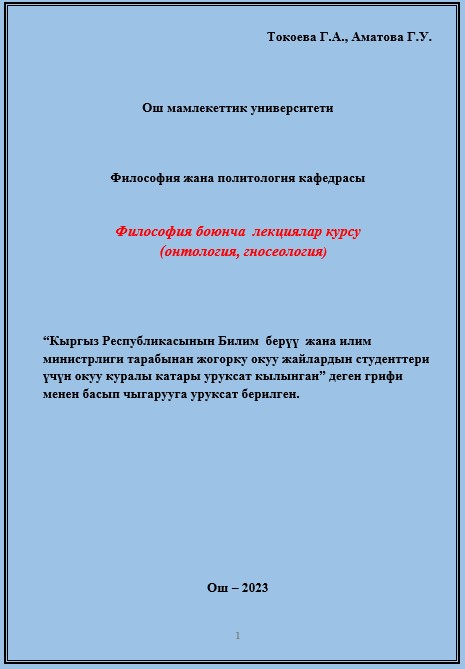 Токоева Г.А., Аматова Г.У.
Ош мамлекеттик университети
Философия жана политология кафедрасы
Философия боюнча лекциялар курсу
(онтология, гносеология)
“Кыргыз Республикасынын Билим берүү жана илим
министрлиги тарабынан жогорку окуу жайлардын студенттери
үчүн окуу куралы катары уруксат кылынган” деген грифи
менен басып чыгарууга уруксат берилген.
Ош – 2023
1